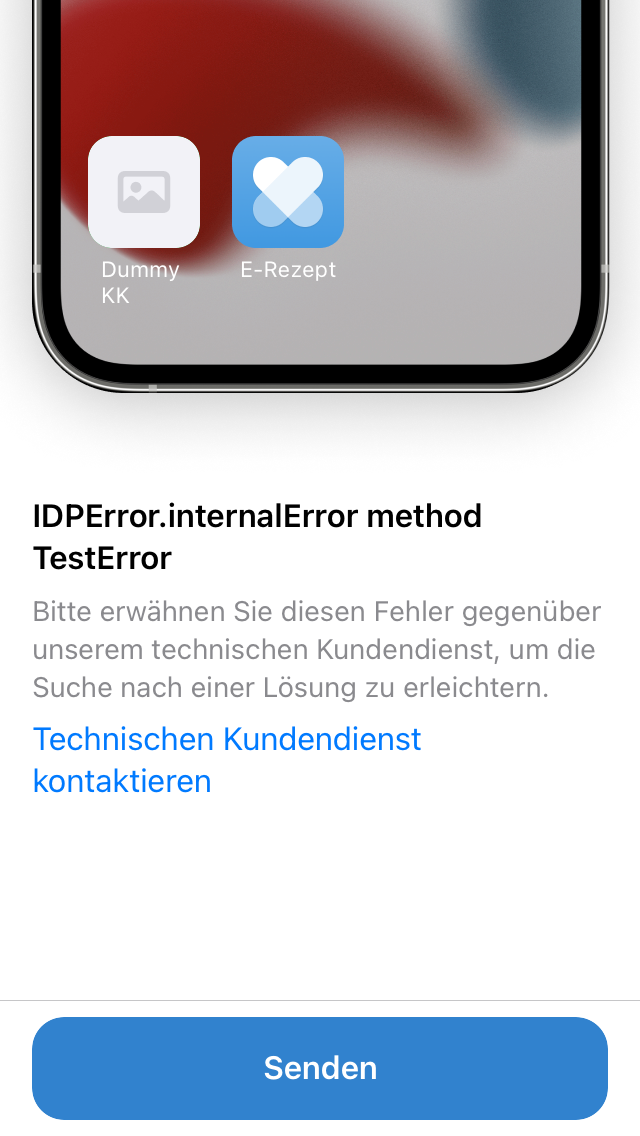 Dummy
KK
E-Rezept
IDPError.internalError method
TestError
Bitte erwähnen Sie diesen Fehler gegenüber
unserem technischen Kundendienst, um die
Suche nach einer Lösung zu erleichtern.
Technischen Kundendienst
kontaktieren
Senden